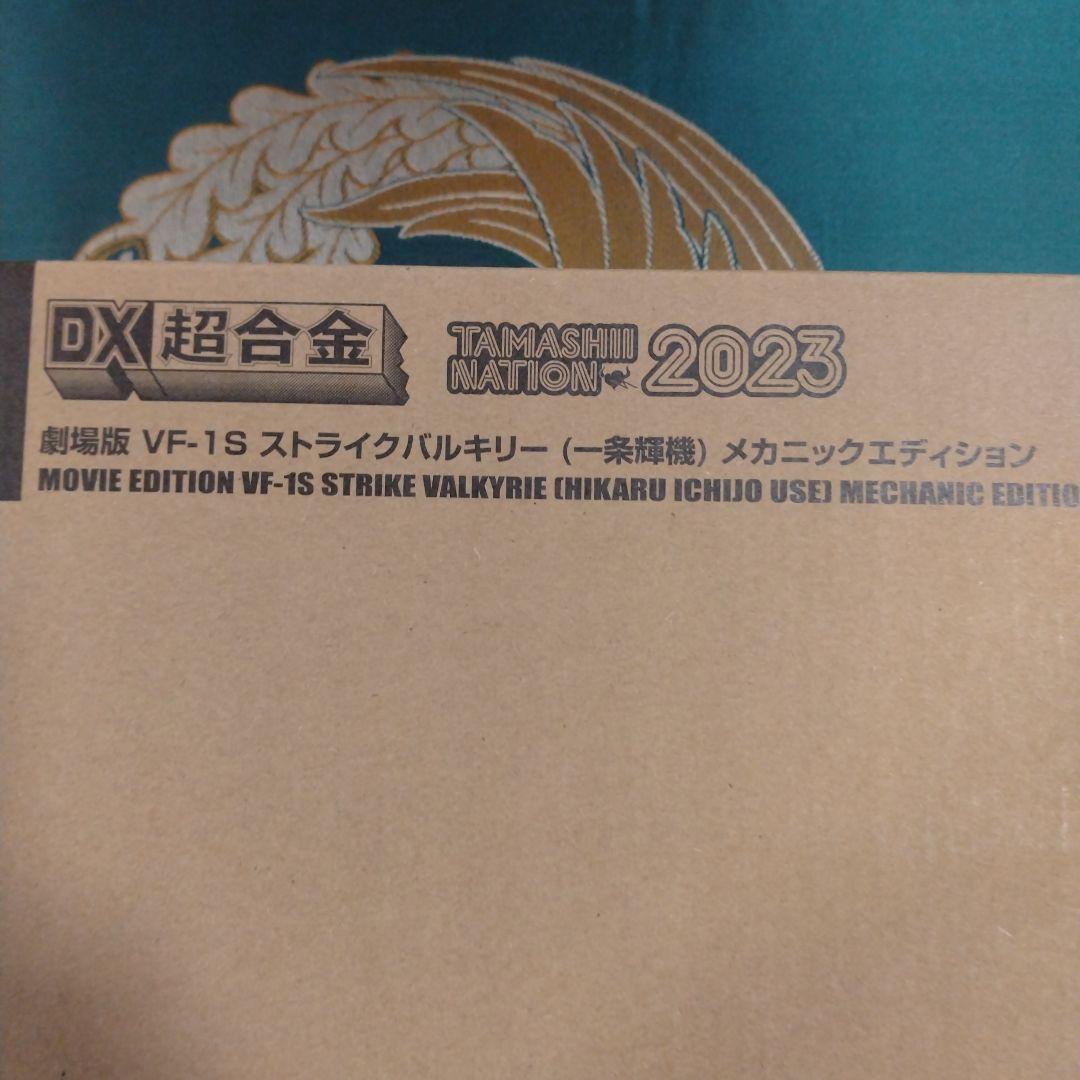 DX超合金
TAMASHII
NATION 2023
劇場版 VF-1S ストライクバルキリー (一条輝機) メカニックエディション
MOVIE EDITION VF-1S STRIKE VALKYRIE (HIKARU ICHIJO USE) MECHANIC EDITIO